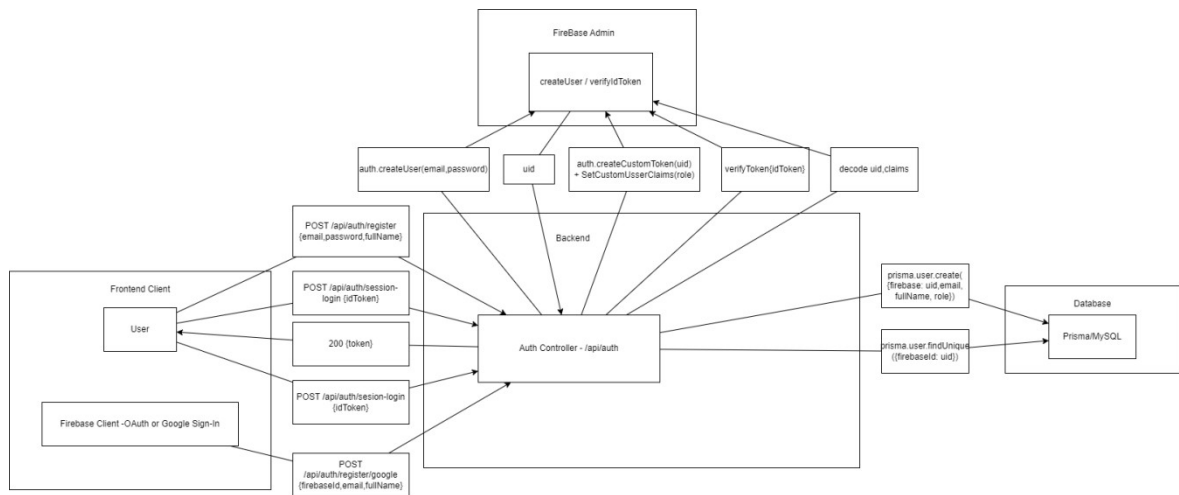 FireBase Admin
createUser / verifyIdToken
auth.createUser(email,password)
uid
auth.createCustomToken(uid)
+ SetCustomUsserClaims(role)
verifyToken{idToken}
decode uid,claims
POST /api/auth/register
{email,password,fullName}
Backend
Frontend Client
User
POST /api/auth/session-
login {idToken}
200 (token)
POST /api/auth/sesion-login
{idToken}
Firebase Client -OAuth or Google Sign-In
POST
/api/auth/register/google
{firebaseId,email,fullName}
Auth Controller - /api/auth
prisma.user.create(
{firebase: uid,email,
fullName, role})
prisma.user.findUnique
({firebaseId: uid})
Database
Prisma/MySQL